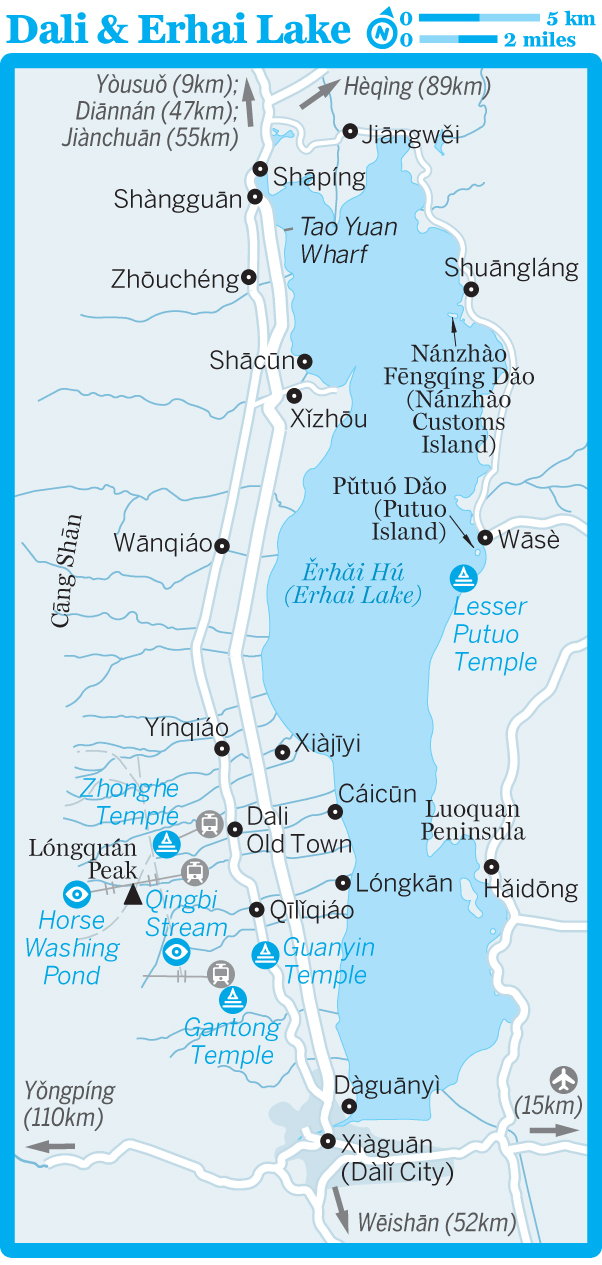 Dali & Erhai Lake
N
0 5 km
0 2 miles
Yòusuǒ (9km);
Diānnán (47km);
Jiànchuān (55km)
Hèqìng (89km)
Jiāngwěi
Shāpíng
Shàngguān
Tao Yuan
Wharf
Zhōuchéng
Shuāngláng
Nánzhào
Fēngqíng Dǎo
(Nánzhào
Customs
Island)
Shācūn
Xǐzhōu
Pǔtuó Dǎo
(Putuo
Island)
Wānqiáo
Wāsè
Cāng Shān
Ěrhǎi Hú
(Erhai Lake)
Lesser
Putuo
Temple
Yínqiáo
Xiàjīyi
Zhonghe
Temple
Cáicūn
Dali
Old Town
Luoquan
Peninsula
Lóngquán
Peak
Lóngkān
Hǎidōng
Horse
Washing
Pond
Qingbi
Stream
Qīlǐqiáo
Guanyin
Temple
Gantong
Temple
Yǒngpíng
(110km)
Dàguānyì
(15km)
Xiàguān
(Dàlǐ City)
Wēishān (52km)